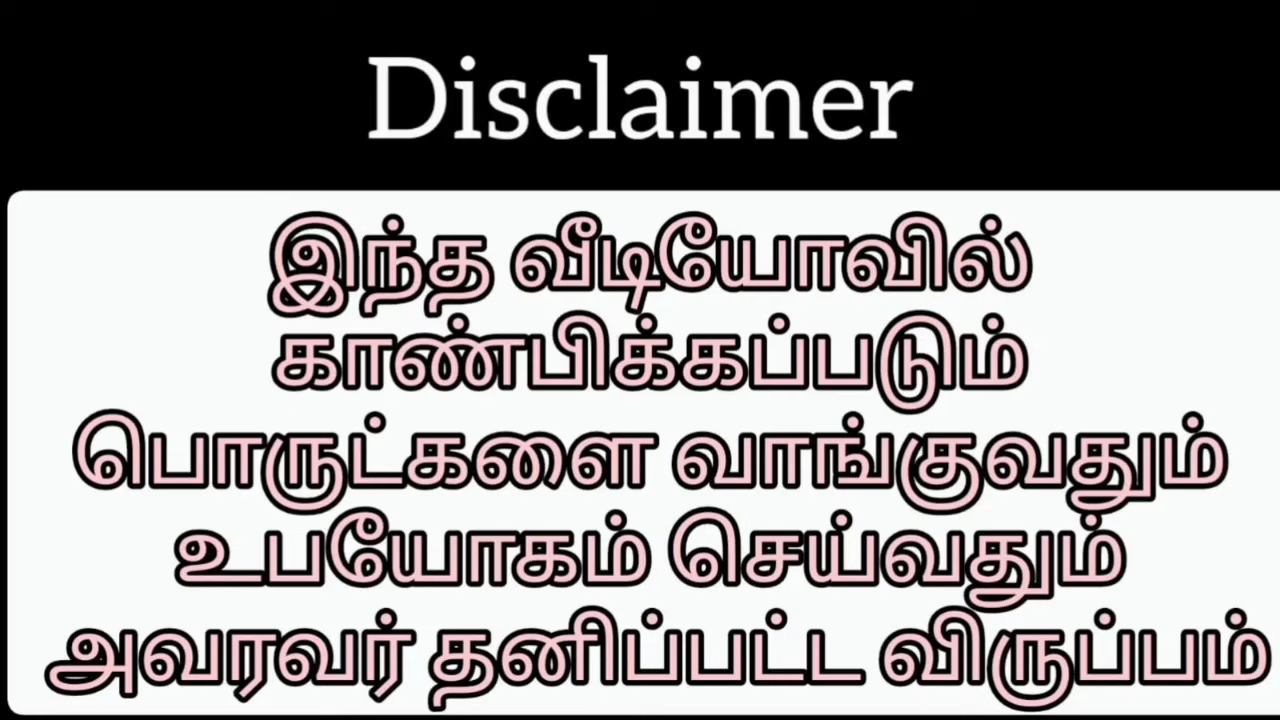 Disclaimer
இந்த வீடியோவில்
காண்பிக்கப்படும்
பொருட்களை வாங்குவதும்
உபயோகம் செய்வதும்
அவரவர் தனிப்பட்ட விருப்பம்